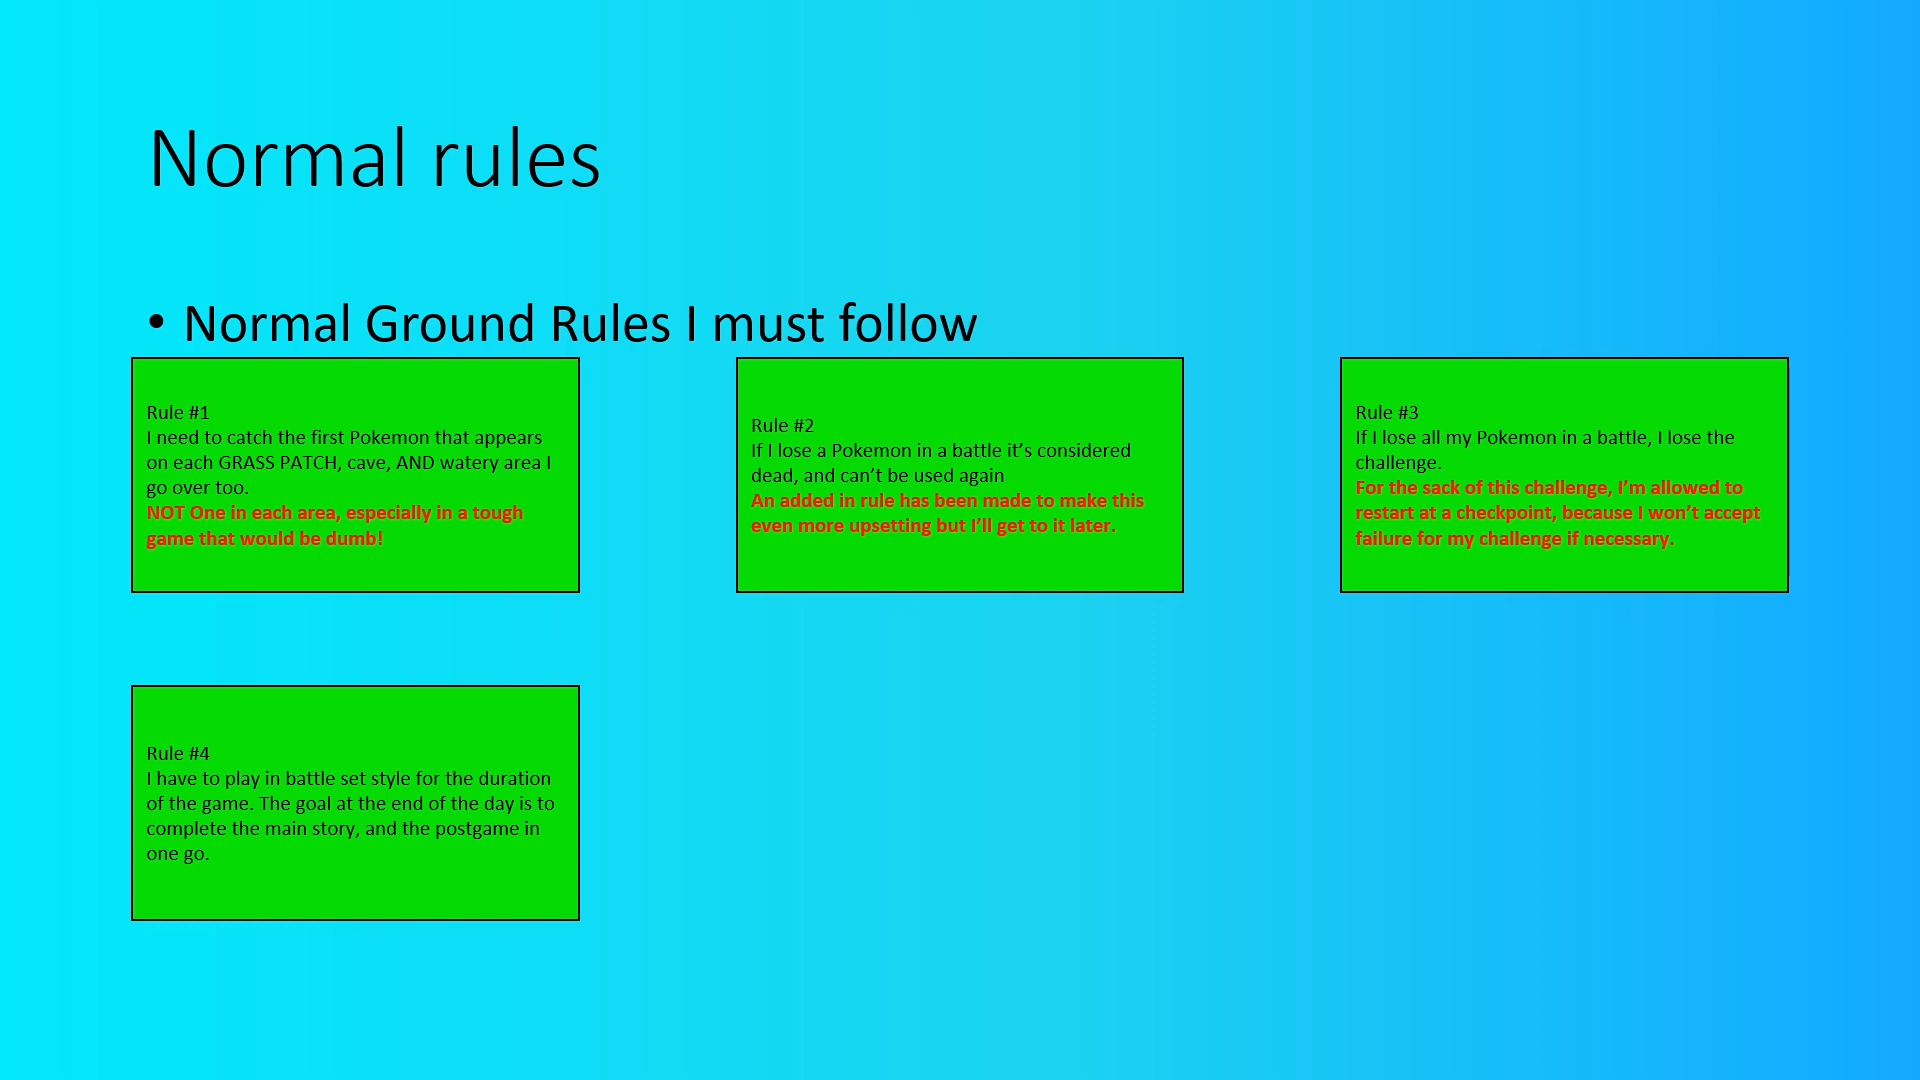 Normal rules
• Normal Ground Rules I must follow
Rule #1
I need to catch the first Pokemon that appears
on each GRASS PATCH, cave, AND watery area I
go over too.
NOT One in each area, especially in a tough
game that would be dumb!
Rule #2
If I lose a Pokemon in a battle it’s considered
dead, and can’t be used again
An added in rule has been made to make this
even more upsetting but I’ll get to it later.
Rule #3
If I lose all my Pokemon in a battle, I lose the
challenge.
For the sack of this challenge, I’m allowed to
restart at a checkpoint, because I won’t accept
failure for my challenge if necessary.
Rule #4
I have to play in battle set style for the duration
of the game. The goal at the end of the day is to
complete the main story, and the postgame in
one go.